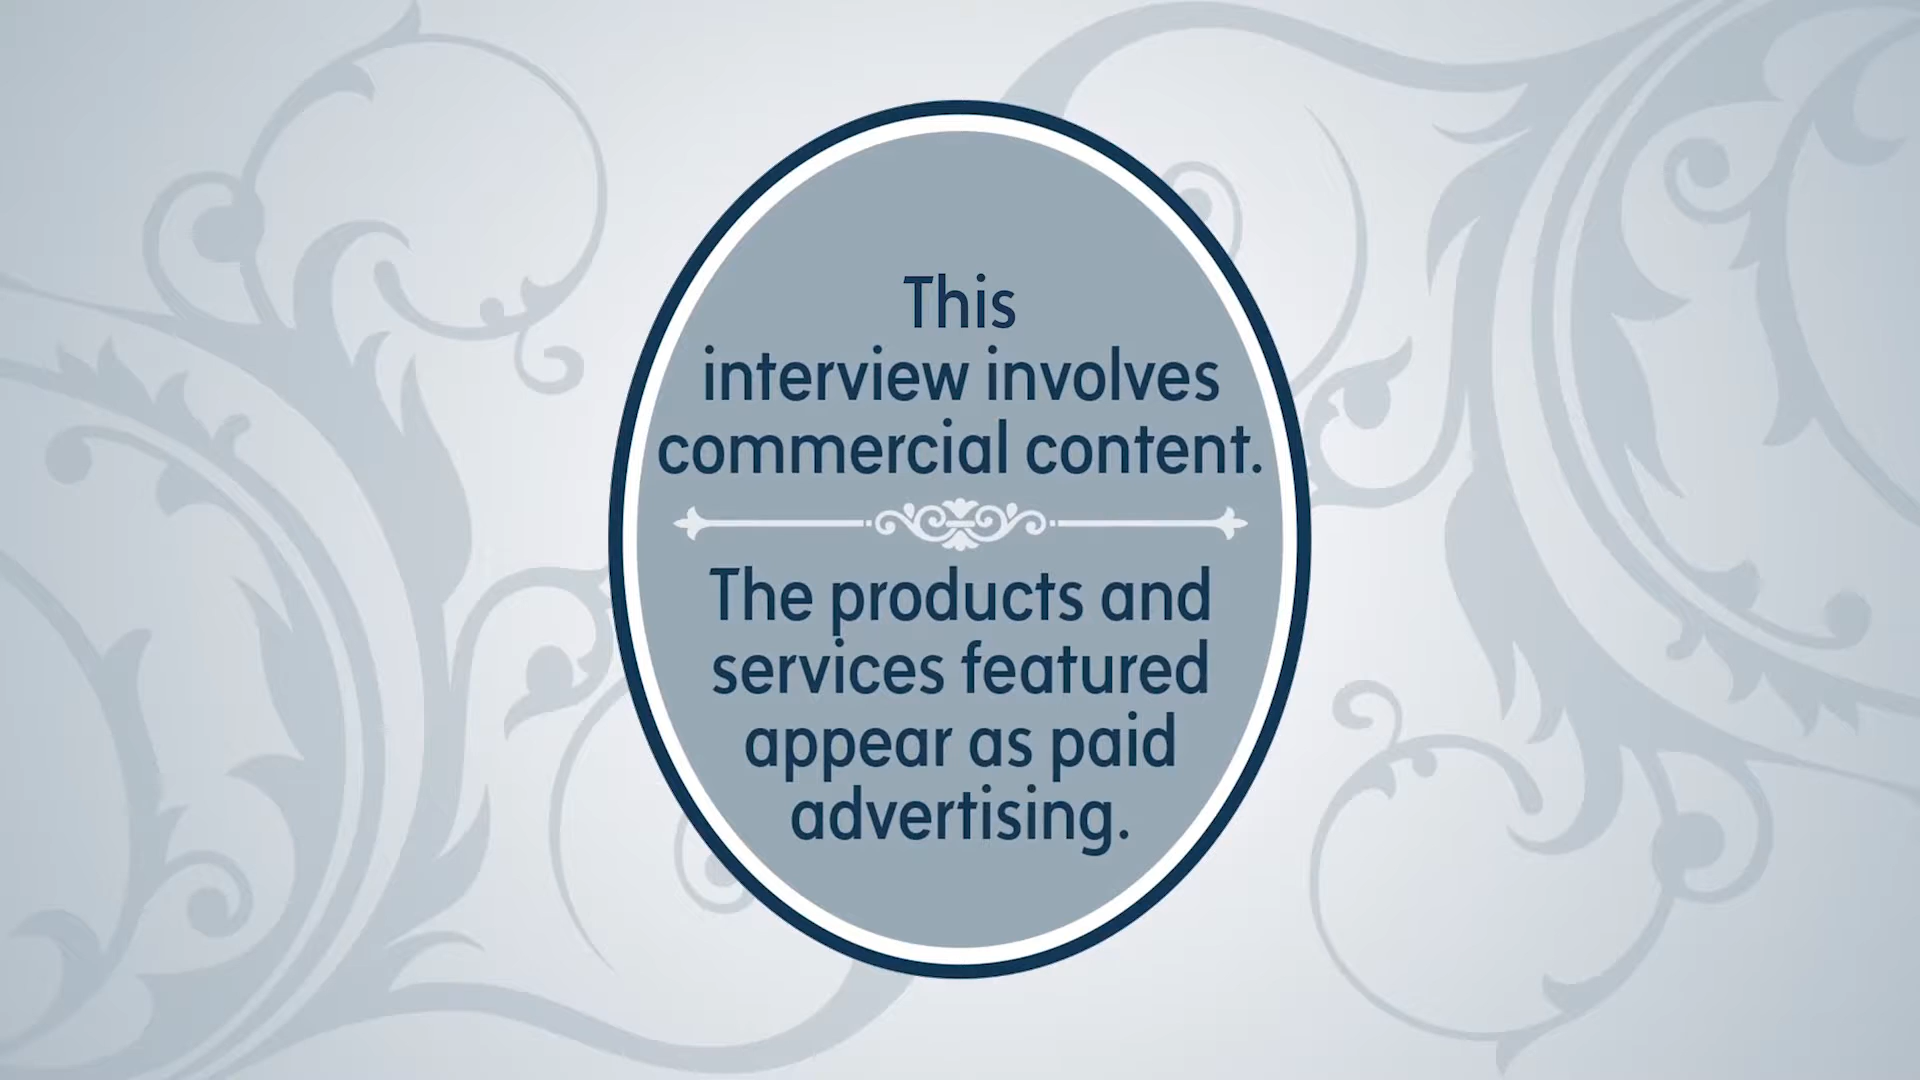 This
interview involves
commercial content.
The products and
services featured
appear as paid
advertising.